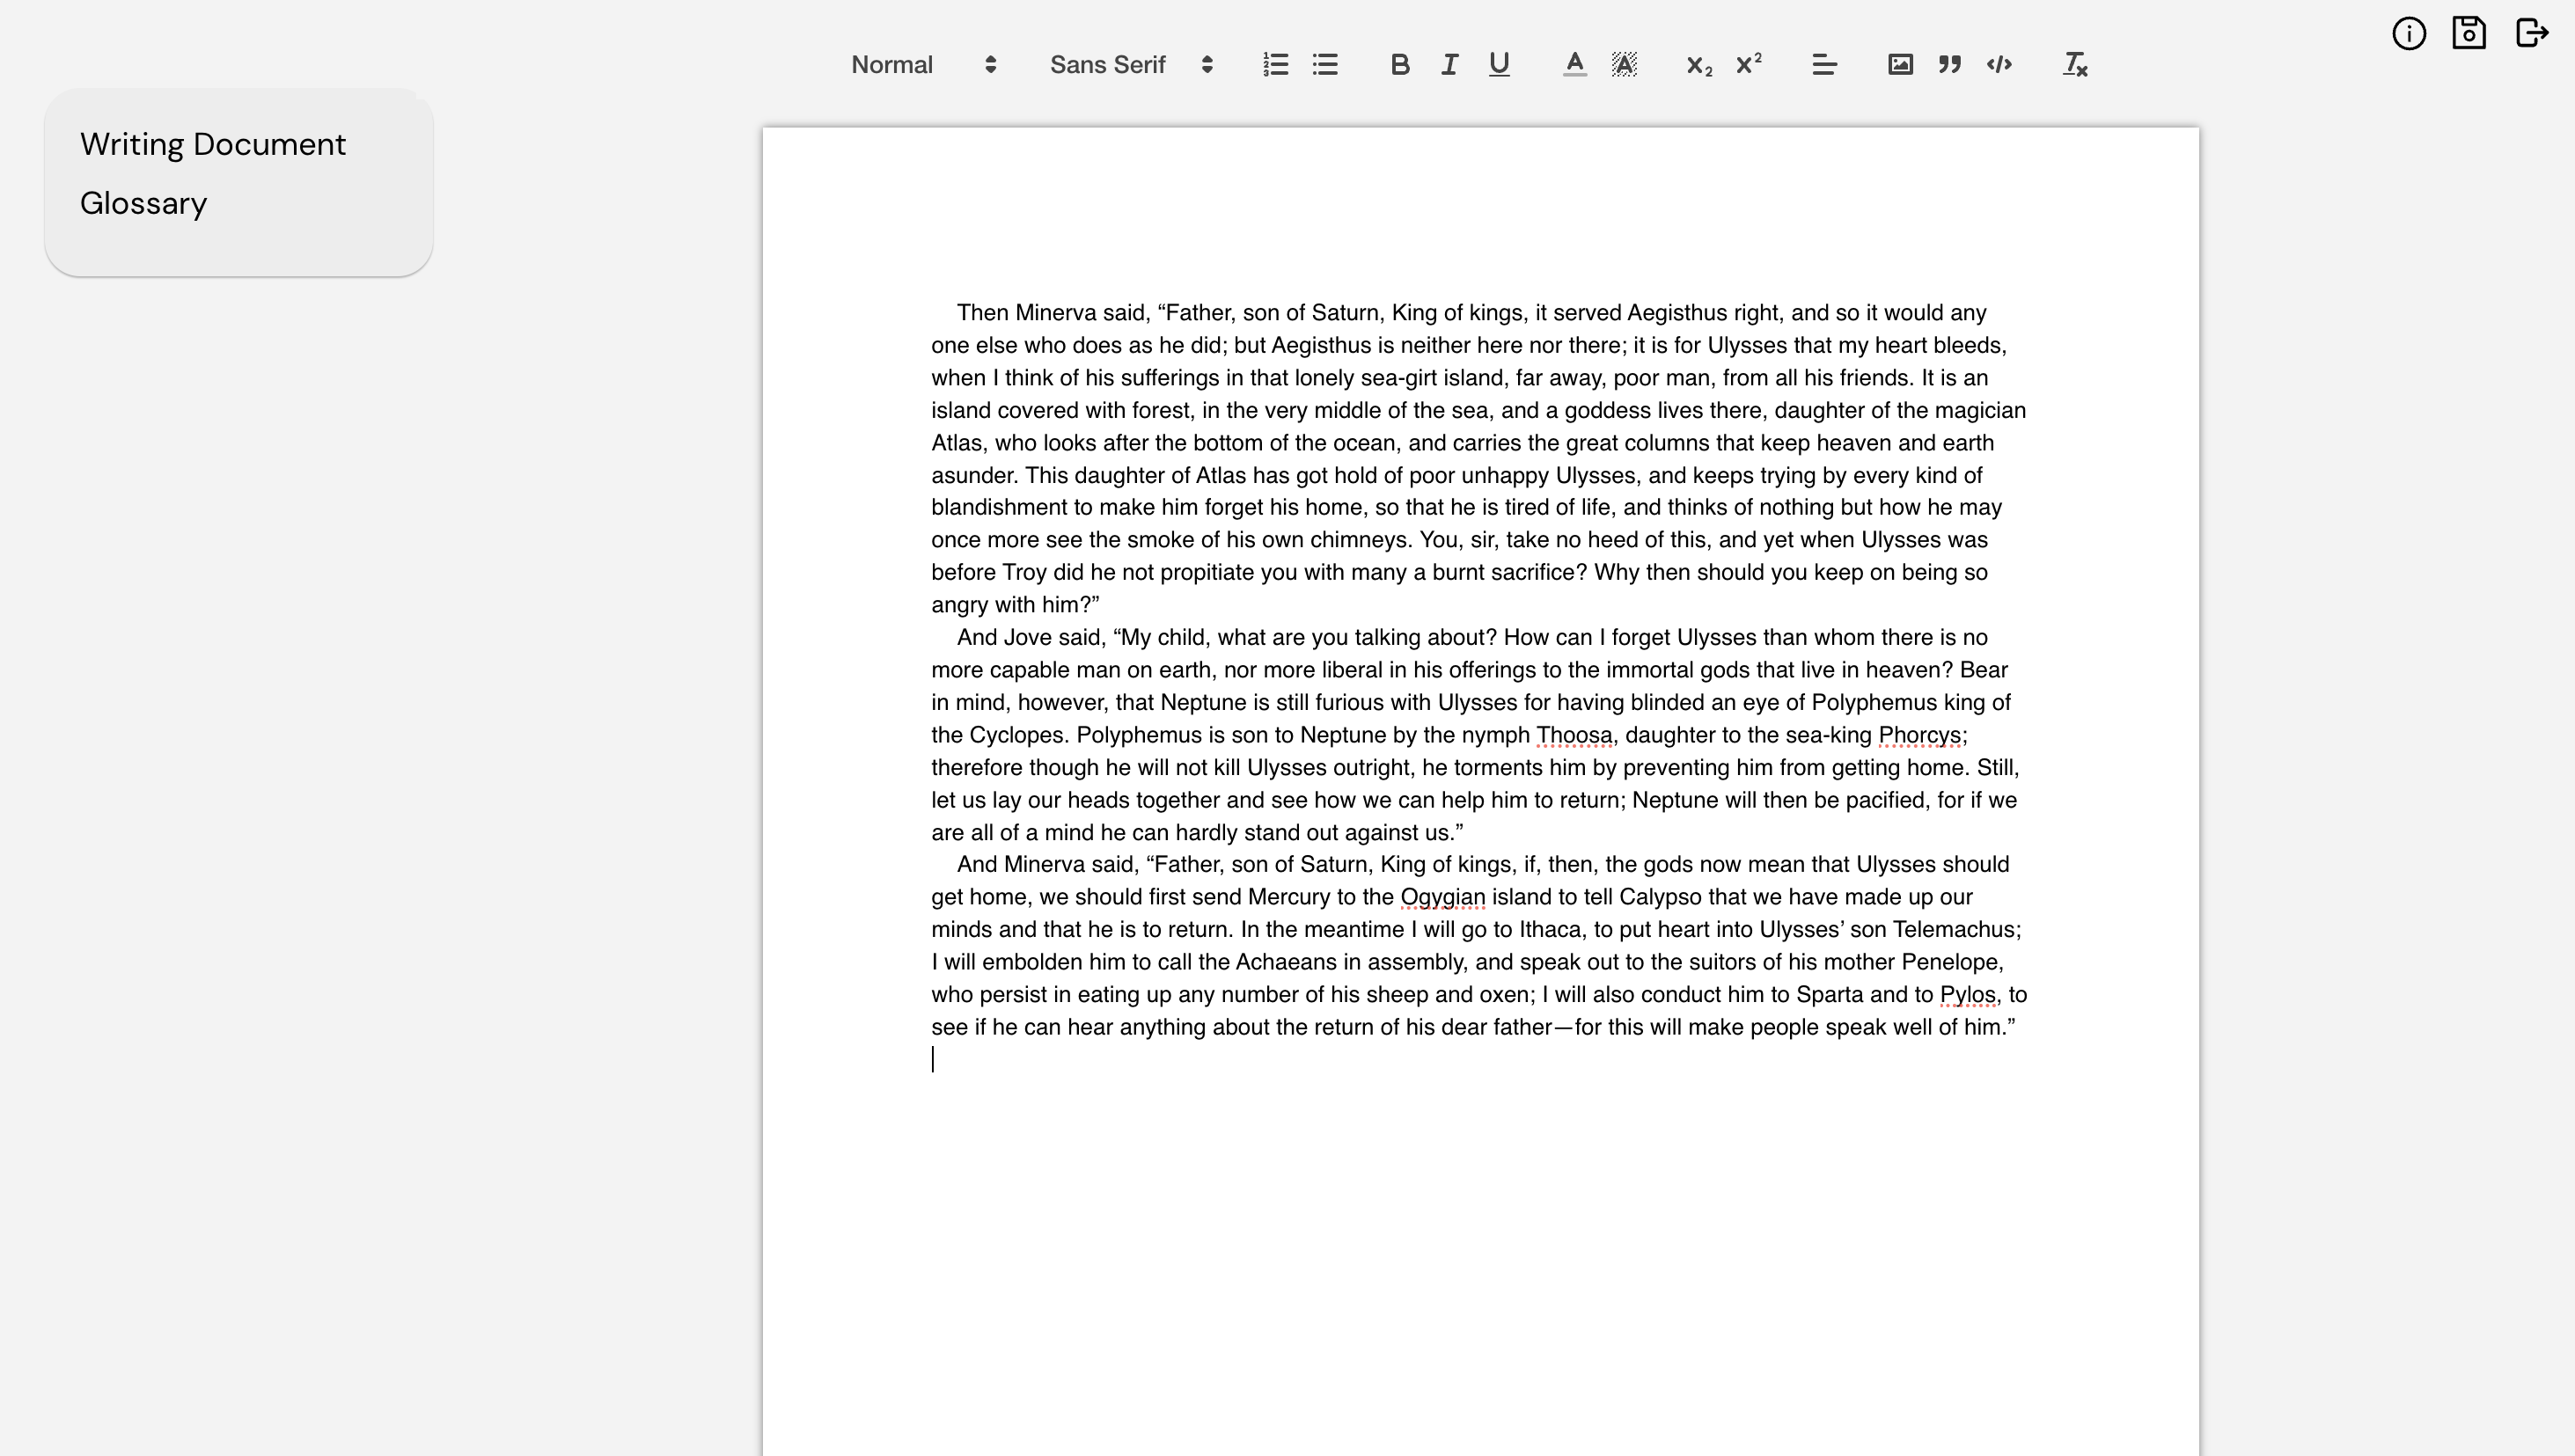 Normal
Sans Serif
Writing Document
Glossary
Then Minerva said, “Father, son of Saturn, King of kings, it served Aegisthus right, and so it would any
one else who does as he did; but Aegisthus is neither here nor there; it is for Ulysses that my heart bleeds,
when I think of his sufferings in that lonely sea-girt island, far away, poor man, from all his friends. It is an
island covered with forest, in the very middle of the sea, and a goddess lives there, daughter of the magician
Atlas, who looks after the bottom of the ocean, and carries the great columns that keep heaven and earth
asunder. This daughter of Atlas has got hold of poor unhappy Ulysses, and keeps trying by every kind of
blandishment to make him forget his home, so that he is tired of life, and thinks of nothing but how he may
once more see the smoke of his own chimneys. You, sir, take no heed of this, and yet when Ulysses was
before Troy did he not propitiate you with many a burnt sacrifice? Why then should you keep on being so
angry with him?”
And Jove said, “My child, what are you talking about? How can I forget Ulysses than whom there is no
more capable man on earth, nor more liberal in his offerings to the immortal gods that live in heaven? Bear
in mind, however, that Neptune is still furious with Ulysses for having blinded an eye of Polyphemus king of
the Cyclopes. Polyphemus is son to Neptune by the nymph Thoosa, daughter to the sea-king Phorcys;
therefore though he will not kill Ulysses outright, he torments him by preventing him from getting home. Still,
let us lay our heads together and see how we can help him to return; Neptune will then be pacified, for if we
are all of a mind he can hardly stand out against us.”
And Minerva said, “Father, son of Saturn, King of kings, if, then, the gods now mean that Ulysses should
get home, we should first send Mercury to the Ogygian island to tell Calypso that we have made up our
minds and that he is to return. In the meantime I will go to Ithaca, to put heart into Ulysses’ son Telemachus;
I will embolden him to call the Achaeans in assembly, and speak out to the suitors of his mother Penelope,
who persist in eating up any number of his sheep and oxen; I will also conduct him to Sparta and to Pylos, to
see if he can hear anything about the return of his dear father—for this will make people speak well of him.”